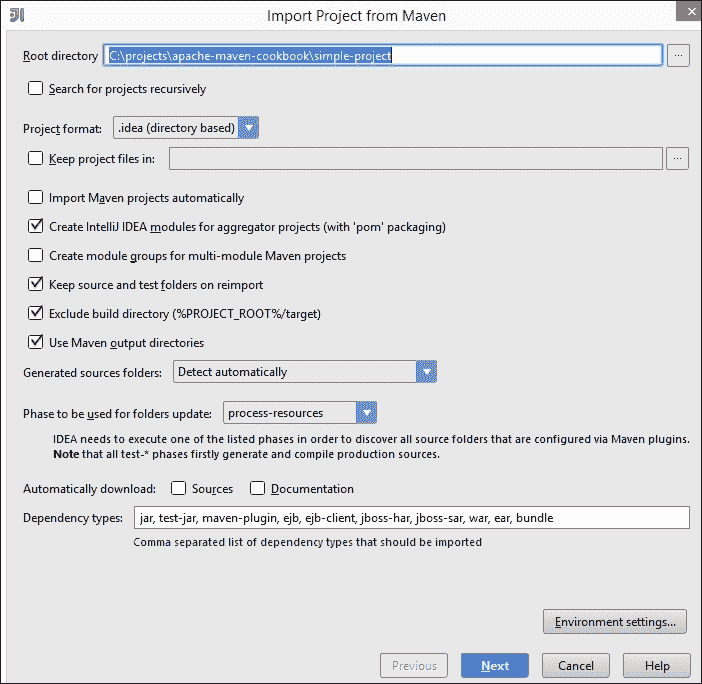 Import Project from Maven
Root directory C:\projects\apache-maven-cookbook\simple-project ...
Search for projects recursively
Project format: .idea (directory based)
Keep project files in: ...
Import Maven projects automatically
Create IntelliJ IDEA modules for aggregator projects (with 'pom' packaging)
Create module groups for multi-module Maven projects
Keep source and test folders on reimport
Exclude build directory (%PROJECT_ROOT%/target)
Use Maven output directories
Generated sources folders: Detect automatically
Phase to be used for folders update: process-resources
IDEA needs to execute one of the listed phases in order to discover all source folders that are configured via Maven plugins.
Note that all test-* phases firstly generate and compile production sources.
Automatically download: Sources Documentation
Dependency types: jar, test-jar, maven-plugin, ejb, ejb-client, jboss-har, jboss-sar, war, ear, bundle
Comma separated list of dependency types that should be imported
Environment settings...
Previous Next Cancel Help